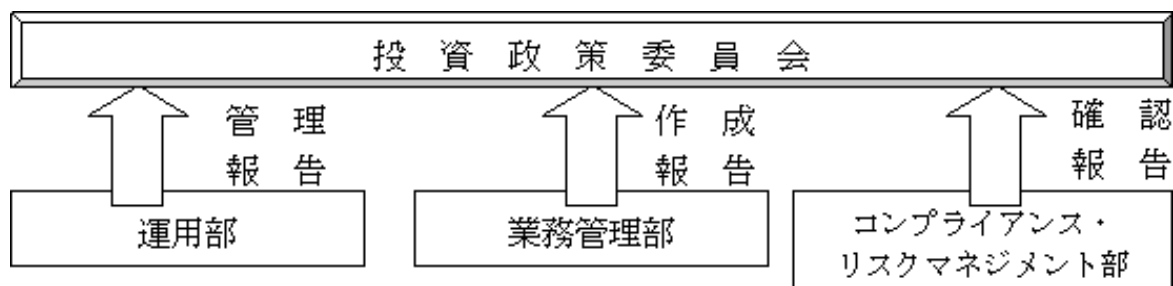 投資政策委員会
管理
報告
作成
報告
確認
報告
運用部
業務管理部
コンプライアンス・
リスクマネジメント部